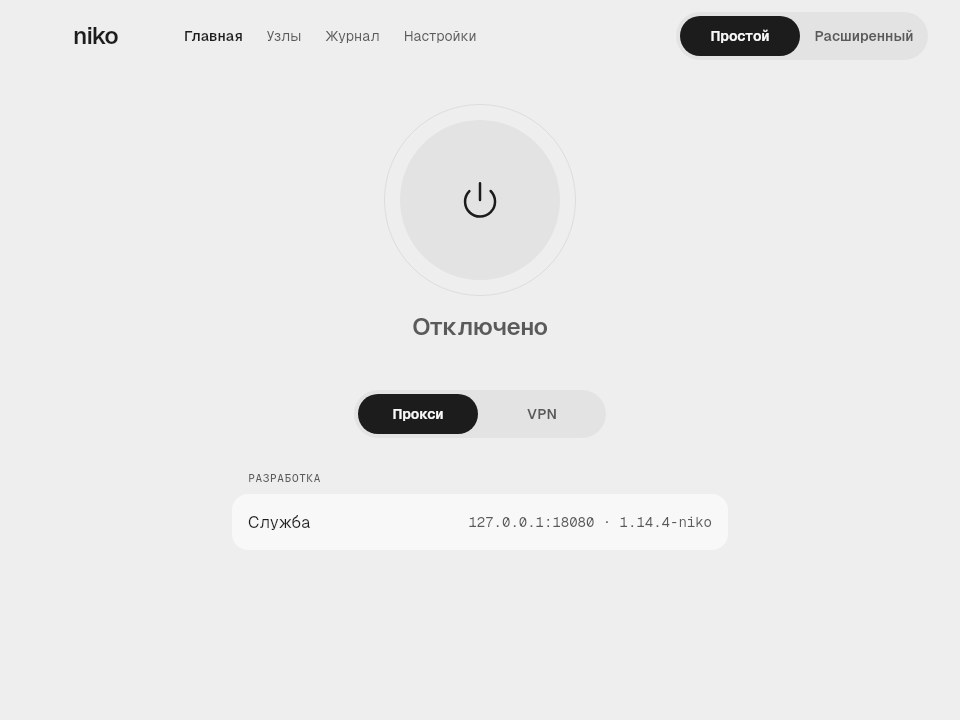 niko
Главная Узлы Журнал Настройки
Простой Расширенный
Отключено
Прокси VPN
РАЗРАБОТКА
Служба 127.0.0.1:18080 · 1.14.4-niko